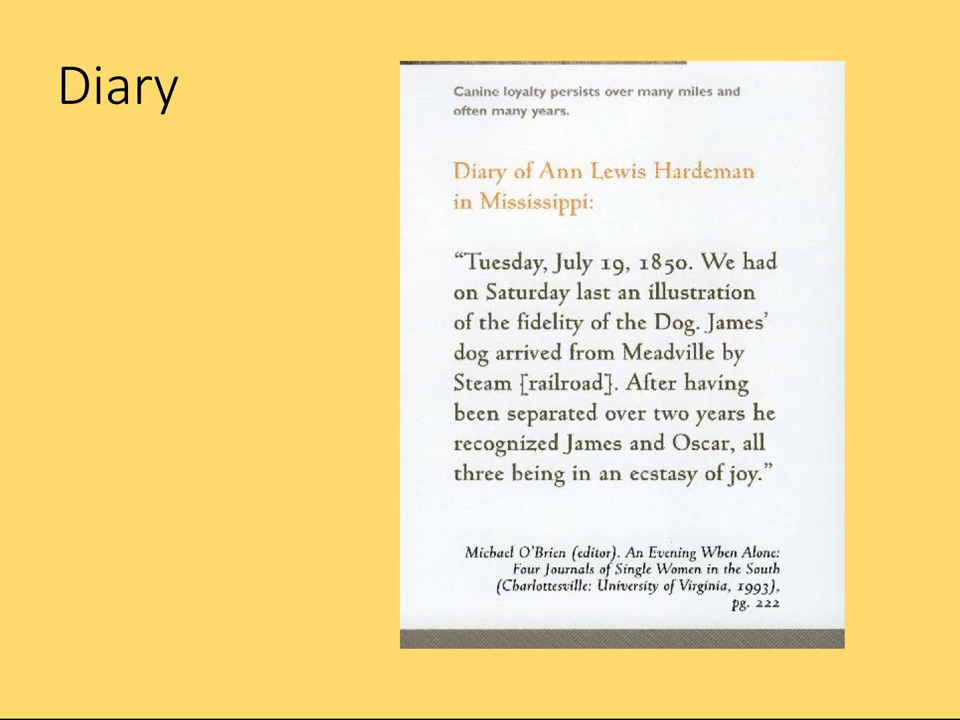 Diary
Canine loyalty persists over many miles and
often many years.
Diary of Ann Lewis Hardeman
in Mississippi:
“Tuesday, July 19, 1850. We had
on Saturday last an illustration
of the fidelity of the Dog. James’
dog arrived from Meadville by
Steam [railroad]. After having
been separated over two years he
recognized James and Oscar, all
three being in an ecstasy of joy.”
Michael O’Brien (editor). An Evening When Alone:
Four Journals of Single Women in the South
(Charlottesville: University of Virginia, 1993),
pg. 222